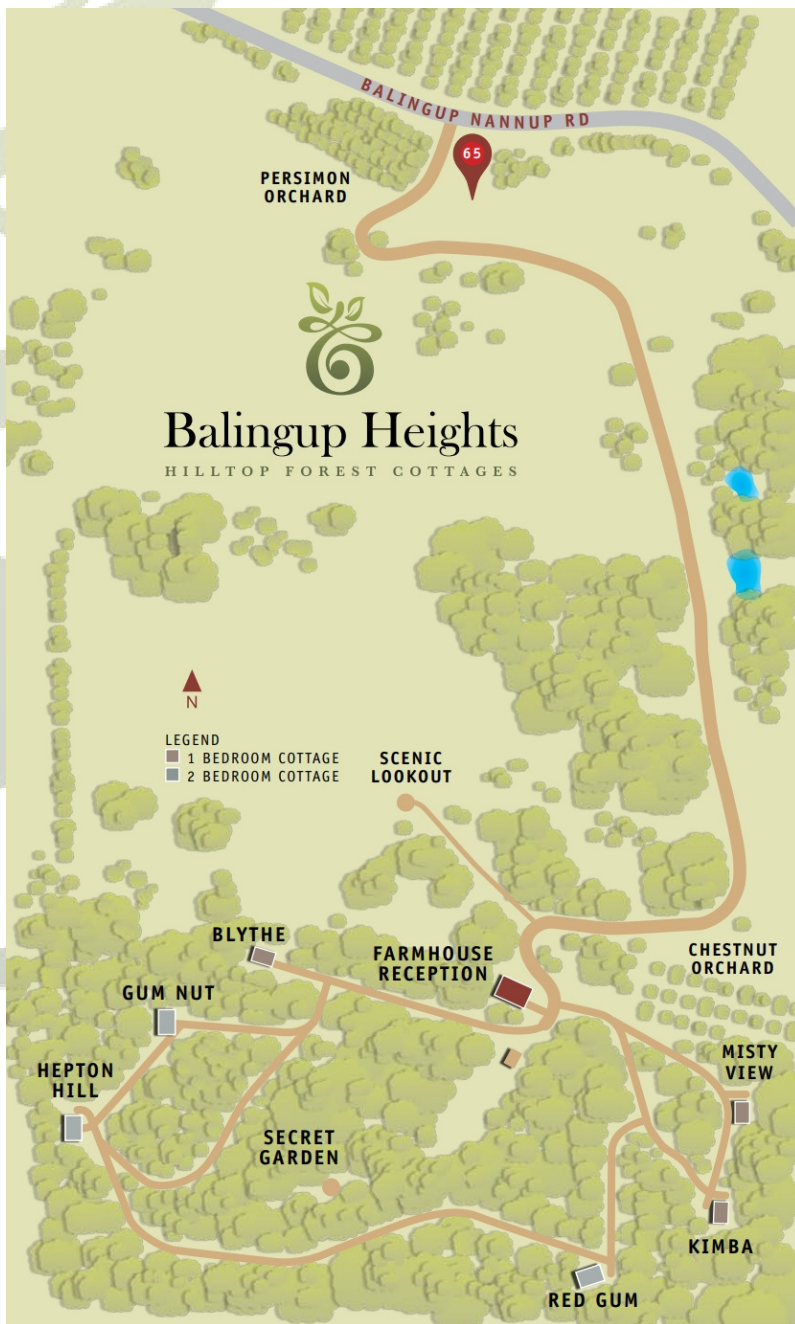 BALINGUP NANNUP RD
65
PERSIMON
ORCHARD
Balingup Heights
HILLTOP FOREST COTTAGES
N
LEGEND
1 BEDROOM COTTAGE
2 BEDROOM COTTAGE
SCENIC
LOOKOUT
BLYTHE
FARMHOUSE
RECEPTION
CHESTNUT
ORCHARD
GUM NUT
MISTY
VIEW
HEPTON
HILL
SECRET
GARDEN
KIMBA
RED GUM